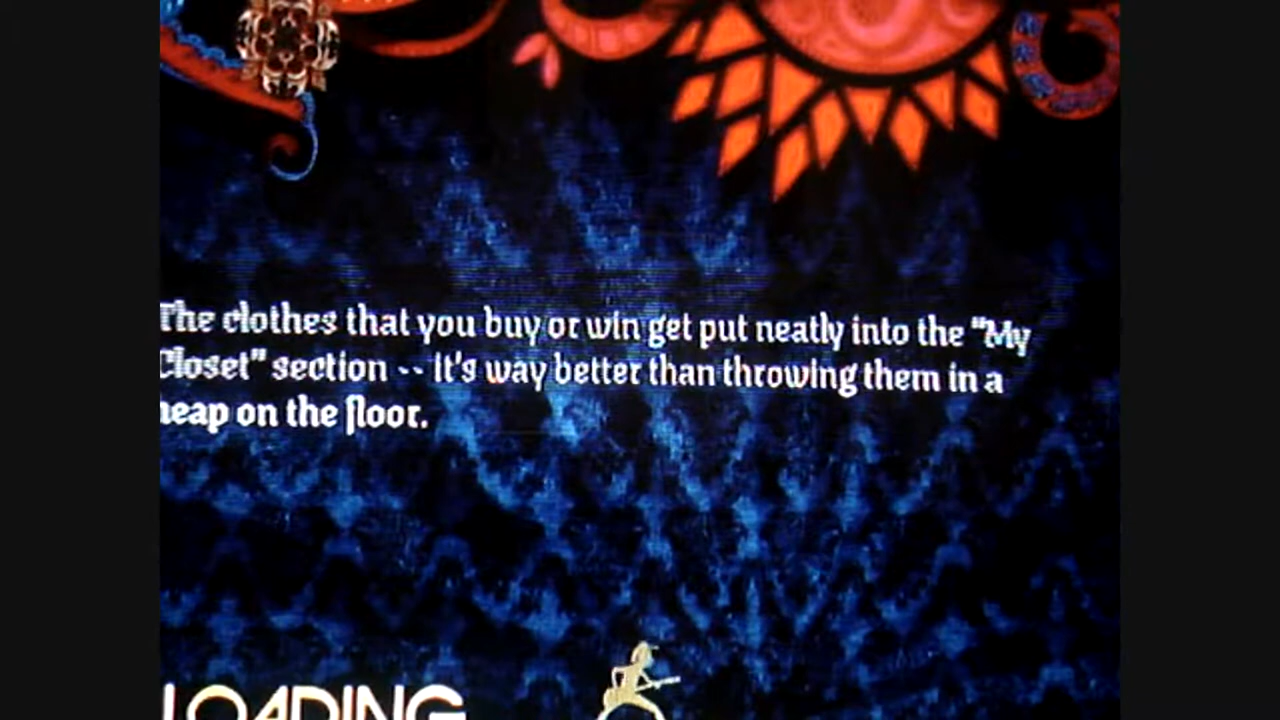 The clothes that you buy or win get put neatly into the "My
Closet" section -- It's way better than throwing them in a
heap on the floor.
LOADING